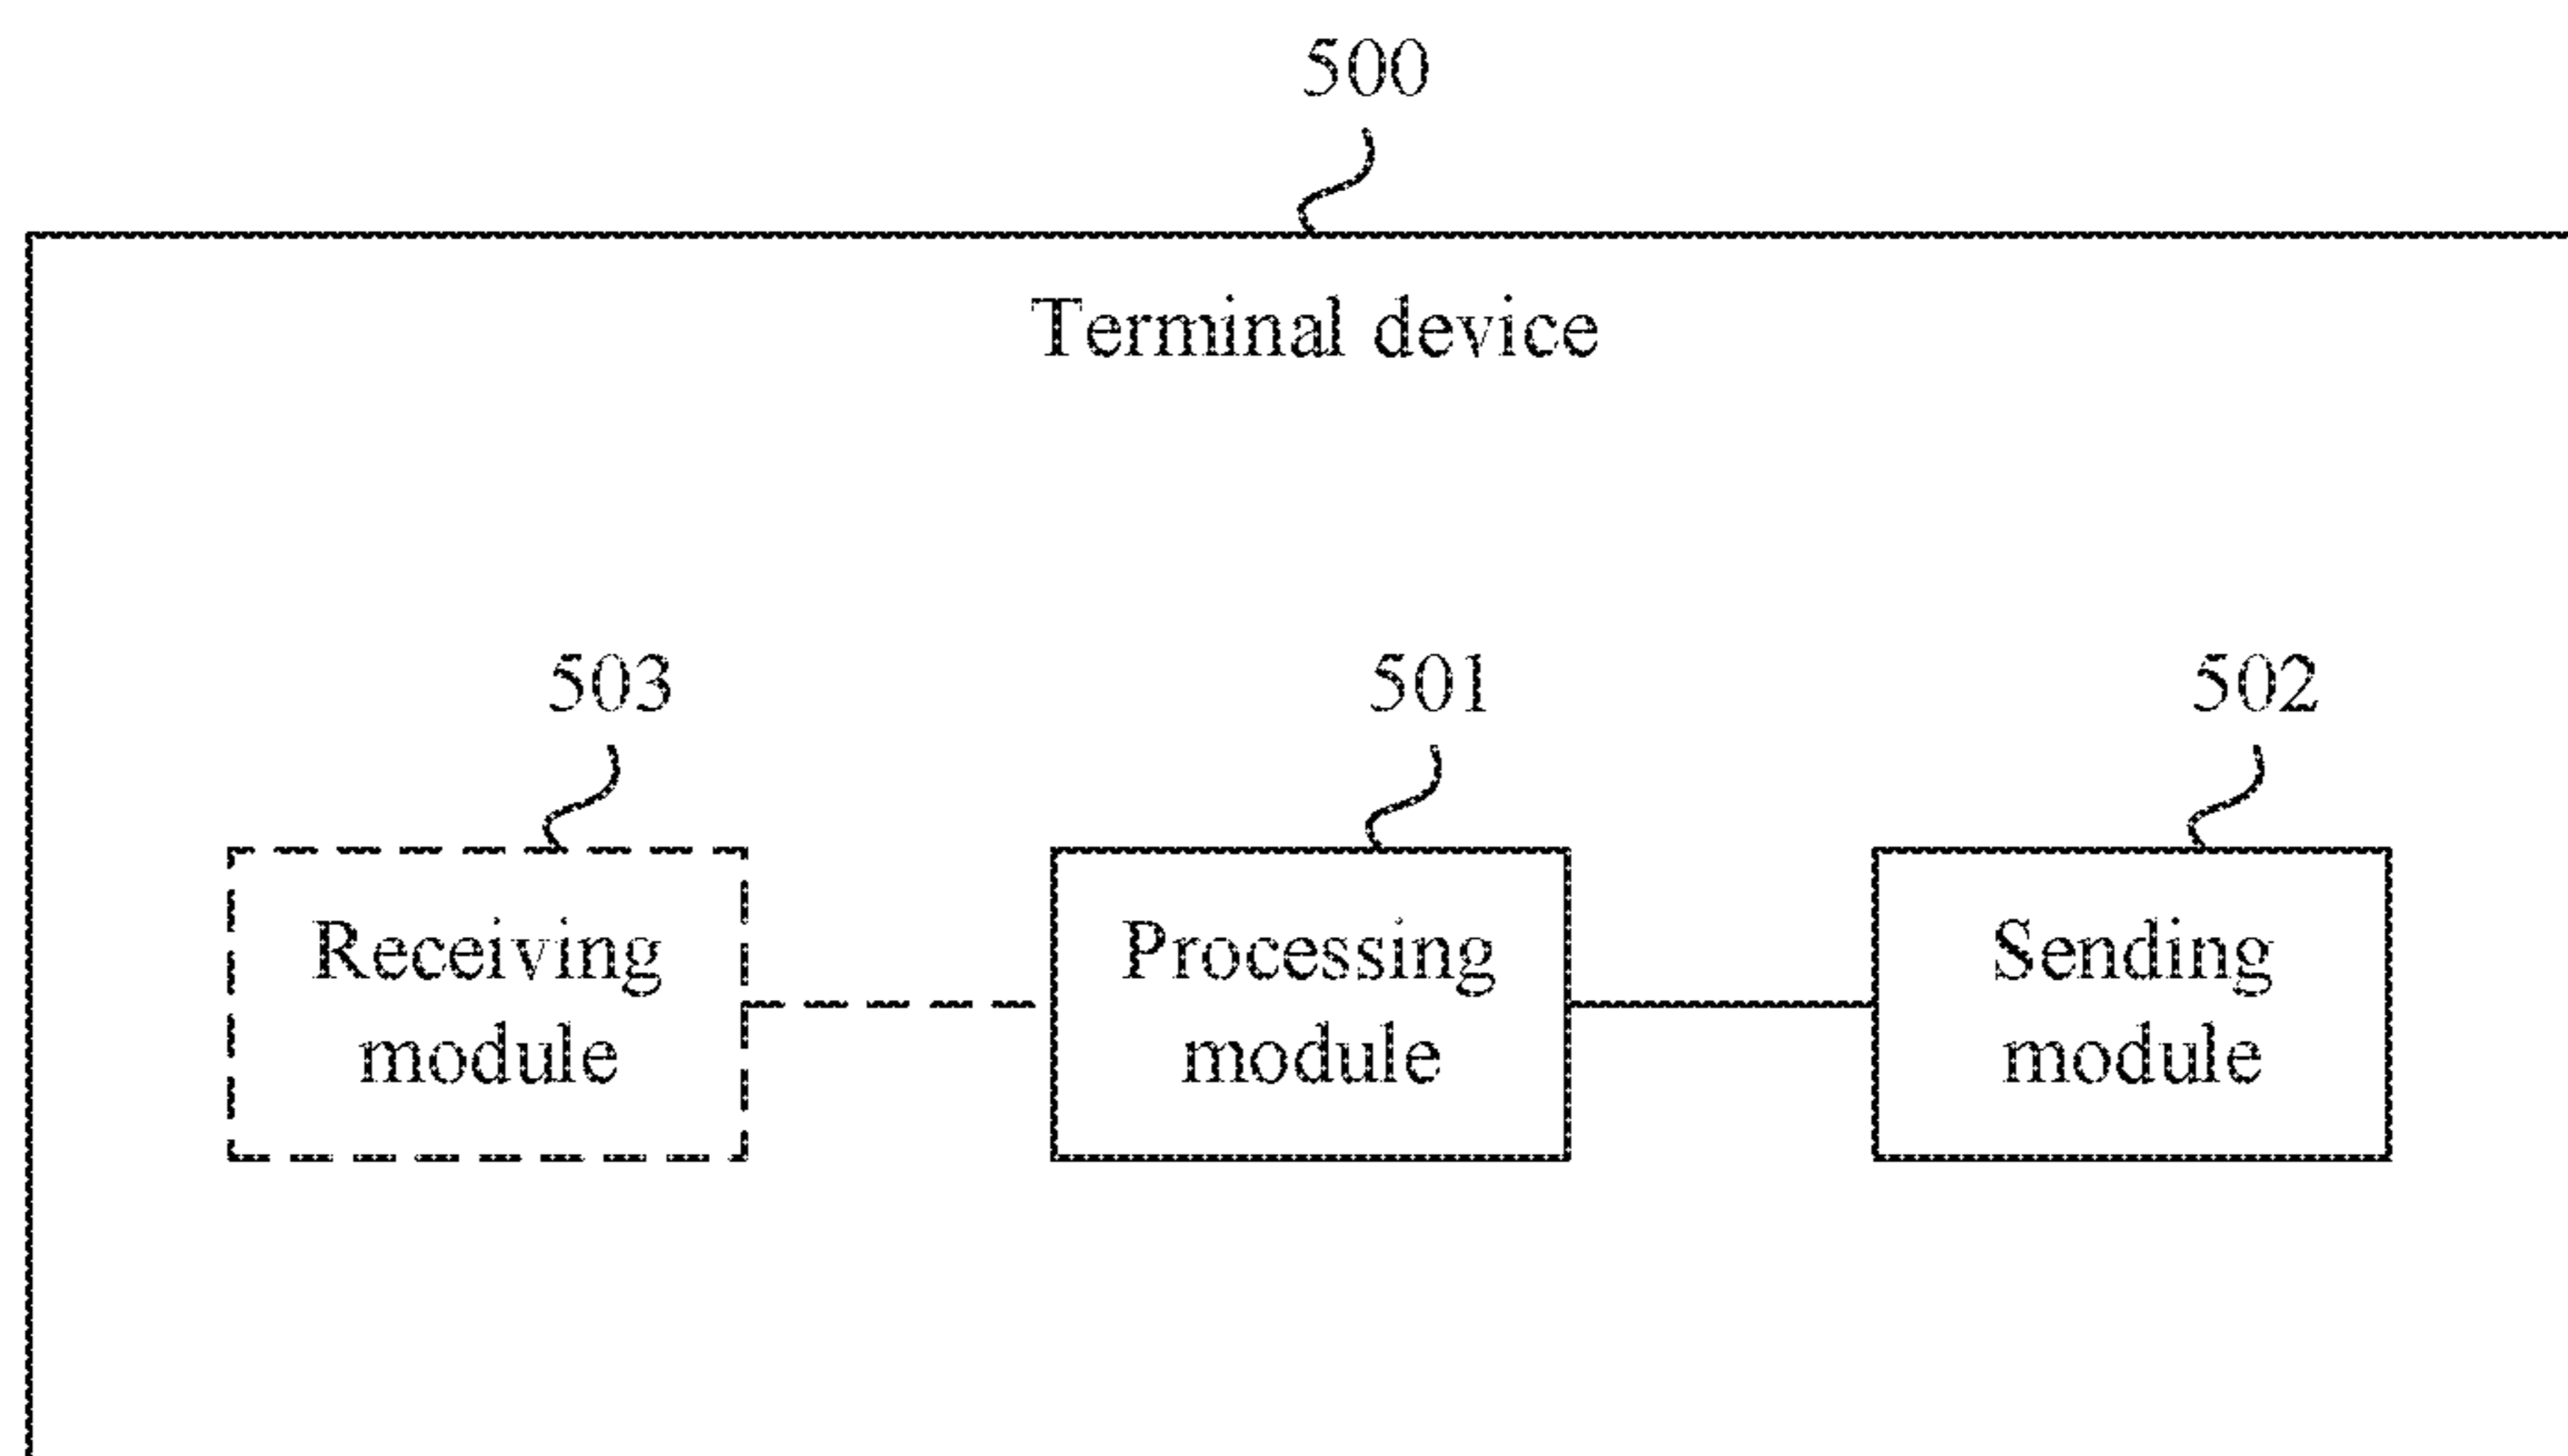 500
Terminal device
503
501
502
Receiving
module
Processing
module
Sending
module